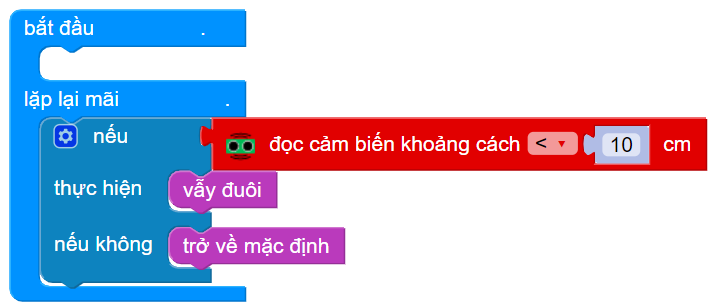 bắt đầu .
lặp lại mãi .
nếu đọc cảm biến khoảng cách < 10 cm
thực hiện vẫy đuôi
nếu không trở về mặc định